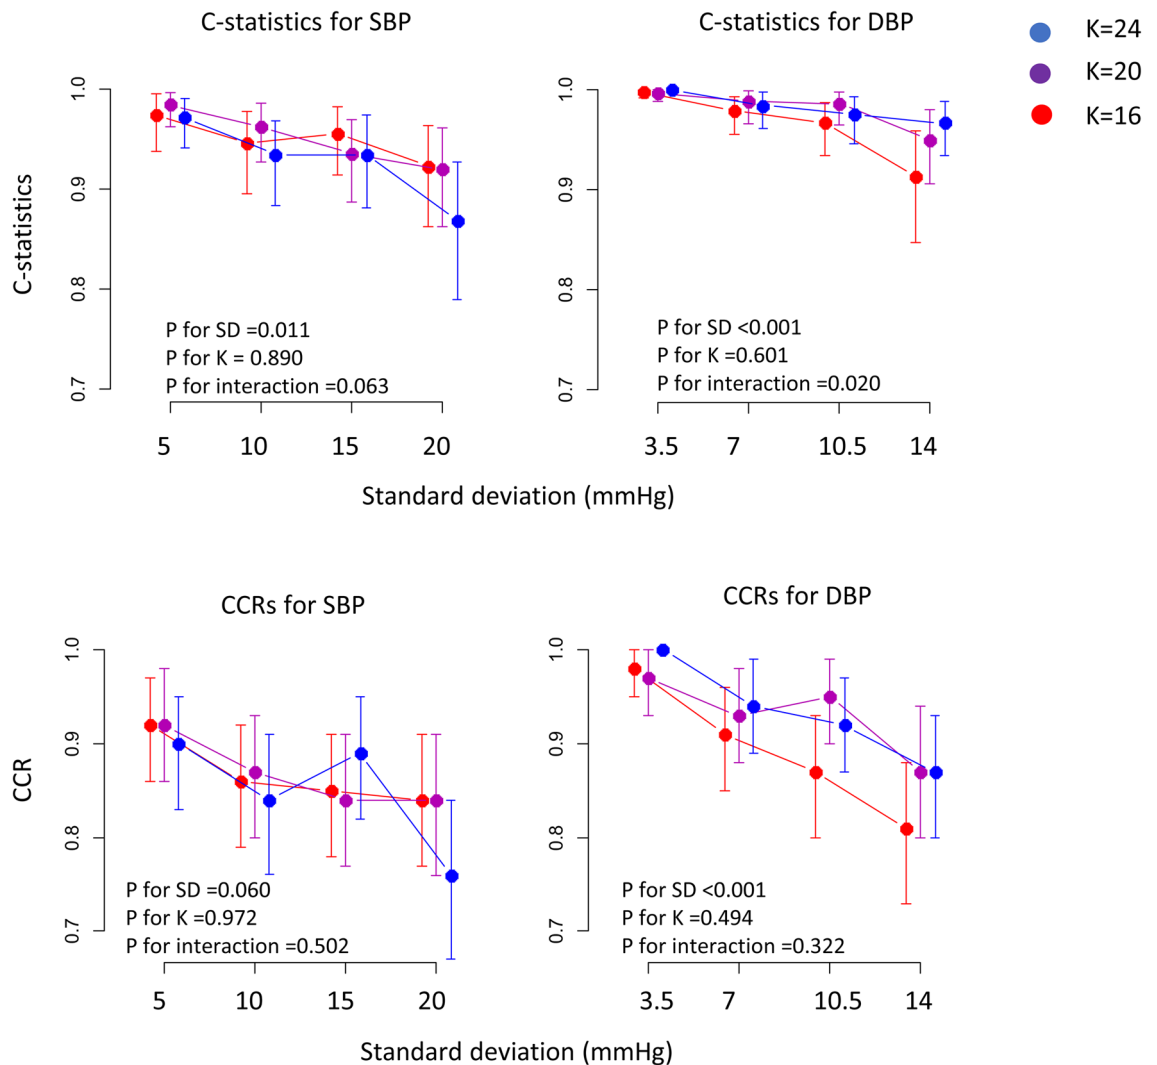 C-statistics for SBP
C-statistics for DBP
K=24
K=20
K=16
C-statistics
1.0
0.9
0.8
0.7
P for SD =0.011
P for K = 0.890
P for interaction =0.063
5 10 15 20
1.0
0.9
0.8
0.7
P for SD <0.001
P for K =0.601
P for interaction =0.020
3.5 7 10.5 14
Standard deviation (mmHg)
CCRs for SBP
CCRs for DBP
CCR
1.0
0.9
0.8
0.7
P for SD =0.060
P for K =0.972
P for interaction =0.502
5 10 15 20
1.0
0.9
0.8
0.7
P for SD <0.001
P for K =0.494
P for interaction =0.322
3.5 7 10.5 14
Standard deviation (mmHg)